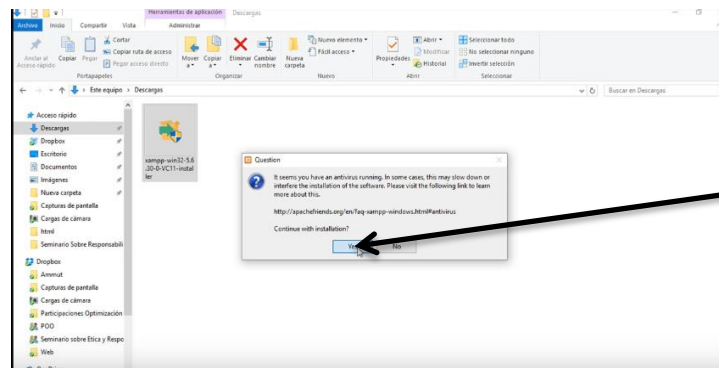 Herramientas de aplicación
Descargas
Archivo
Inicio
Compartir
Vista
Administrar
Anclar al
Acceso rápido
Copiar
Pegar
Cortar
Copiar ruta de acceso
Pegar acceso directo
Portapapeles
Mover
a
Copiar
a
Eliminar
Cambiar
nombre
Organizar
Nueva
carpeta
Nuevo elemento
Fácil acceso
Nuevo
Propiedades
Abrir
Modificar
Historial
Abrir
Seleccionar todo
No seleccionar ninguno
Invertir selección
Seleccionar
Este equipo › Descargas
Buscar en Descargas
Acceso rápido
Descargas
Dropbox
Escritorio
Documentos
Imágenes
Nueva carpeta
Capturas de pantalla
Cargas de cámara
html
Seminario Sobre Responsabili
Dropbox
Ammut
Capturas de pantalla
Cargas de cámara
Participaciones Optimización
POO
Seminario sobre Etica y Respo
Web
xampp-win32-5.6
.30-0-VC11-instal
ler
Question
It seems you have an antivirus running. In some cases, this may slow down or
interfere the installation of the software. Please visit the following link to learn
more about this.
http://apachefriends.org/en/faq-xampp-windows.html#antivirus
Continue with installation?
No